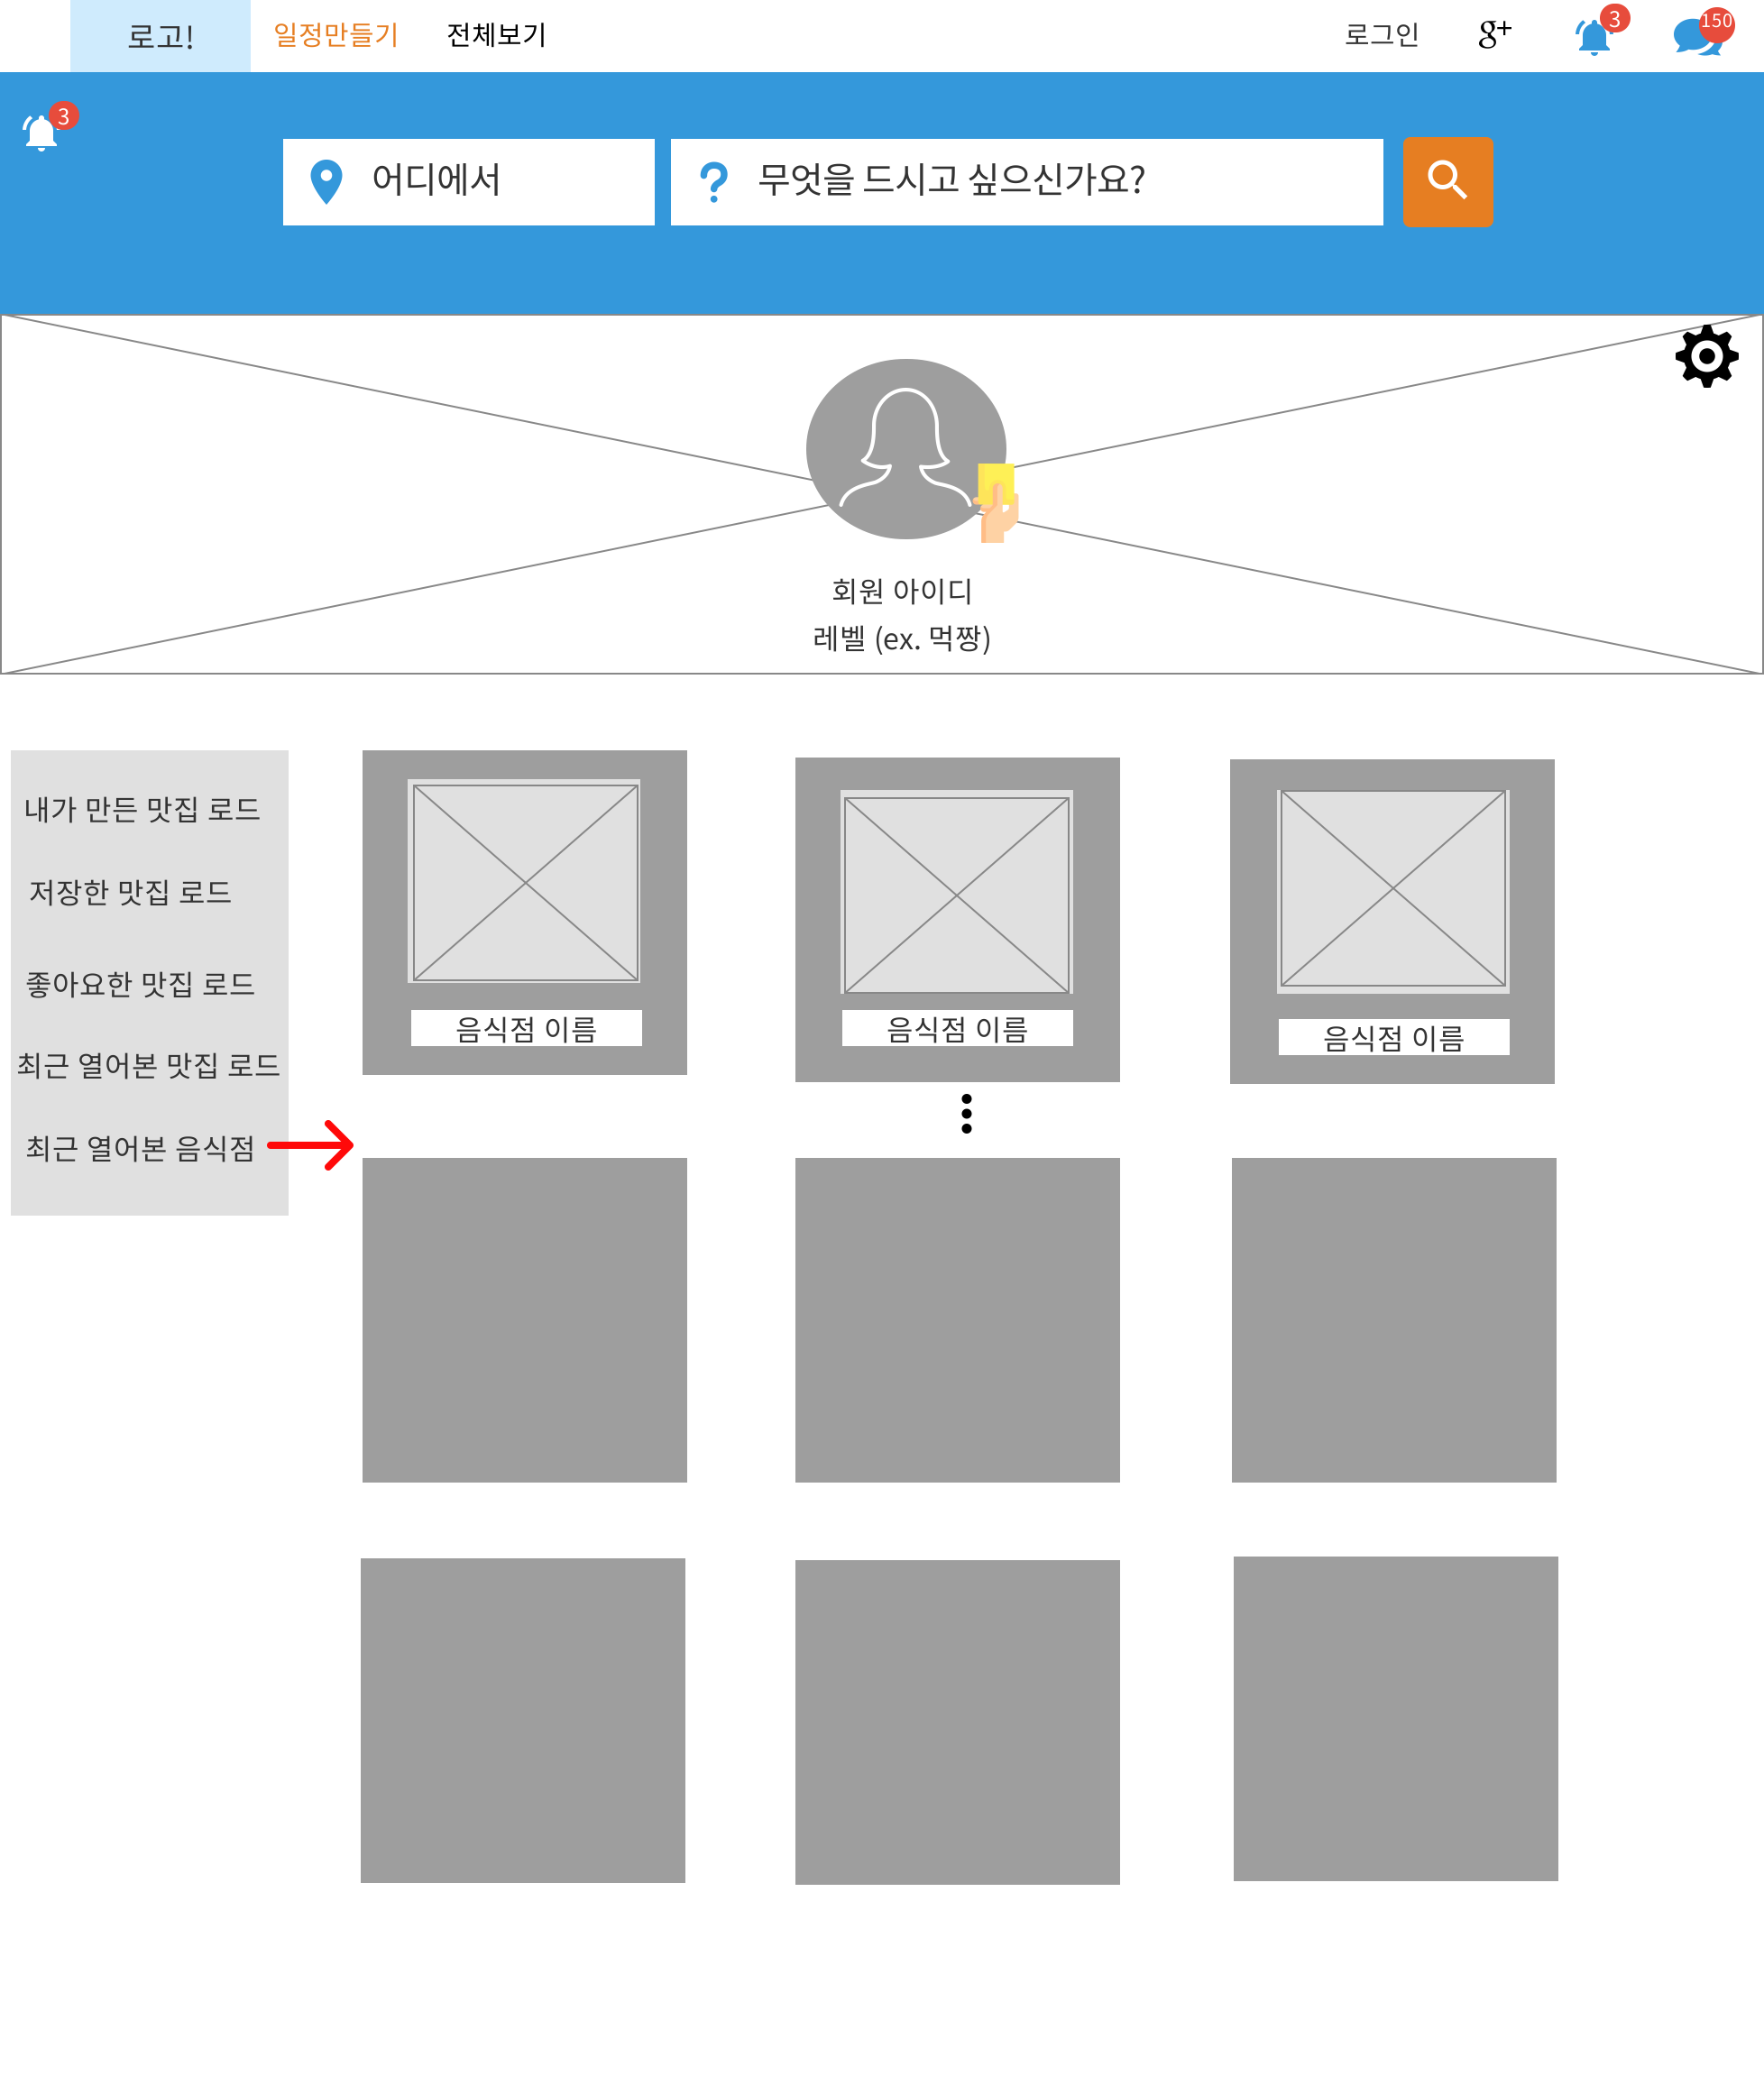 로고!
일정만들기
전체보기
로그인
g+
3
150
3
어디에서
무엇을 드시고 싶으신가요?
회원 아이디
레벨 (ex. 먹짱)
내가 만든 맛집 로드
저장한 맛집 로드
좋아요한 맛집 로드
최근 열어본 맛집 로드
최근 열어본 음식점
음식점 이름
음식점 이름
음식점 이름